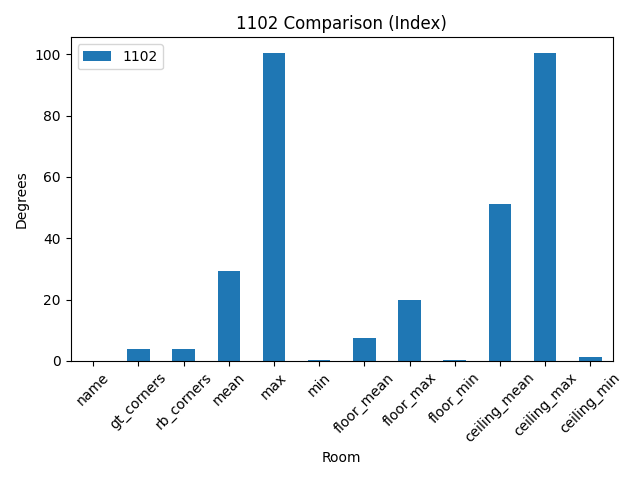 1102 Comparison (Index)
1102
100
80
60
40
20
0
Degrees
name
gt_corners
rb_corners
mean
max
min
floor_mean
floor_max
floor_min
ceiling_mean
ceiling_max
ceiling_min
Room